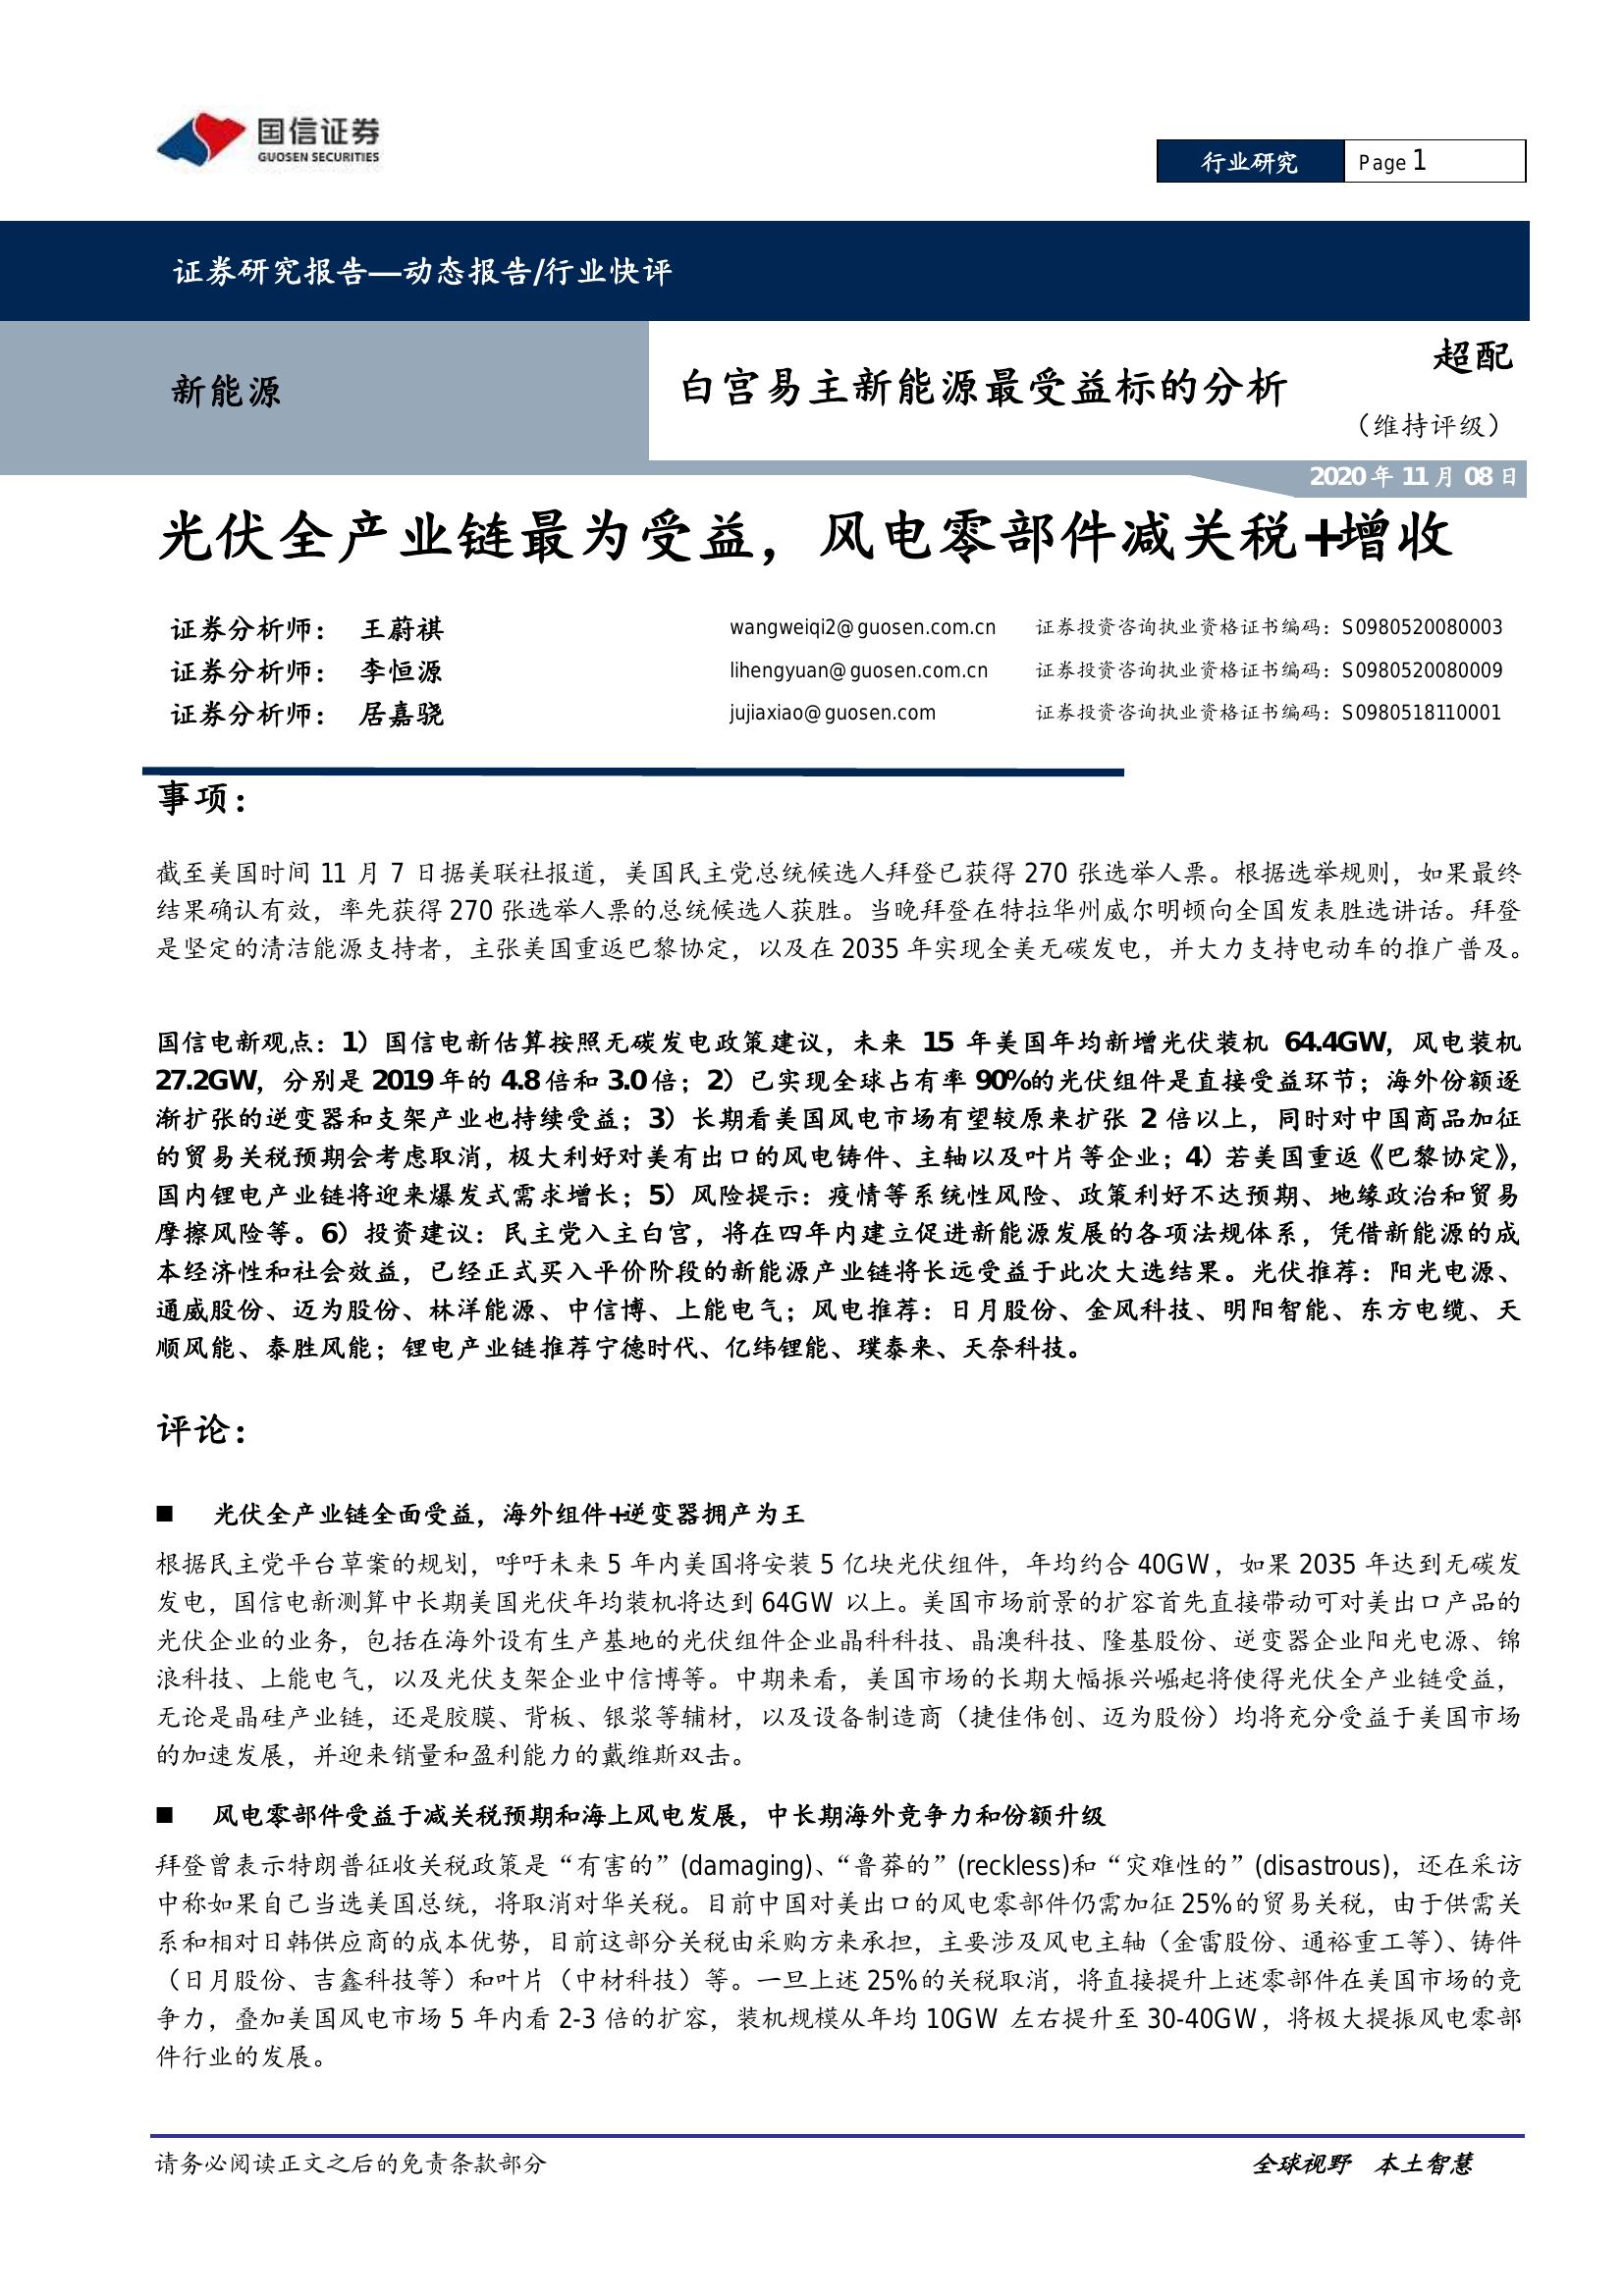 国信证券
GUOSEN SECURITIES
行业研究 Page 1
证券研究报告—动态报告/行业快评
新能源
白宫易主新能源最受益标的分析
超配
（维持评级）
2020 年 11 月 08 日
光伏全产业链最为受益，风电零部件减关税+增收
证券分析师： 王蔚祺 wangweiqi2@guosen.com.cn 证券投资咨询执业资格证书编码：S0980520080003
证券分析师： 李恒源 lihengyuan@guosen.com.cn 证券投资咨询执业资格证书编码：S0980520080009
证券分析师： 居嘉骁 jujiaxiao@guosen.com 证券投资咨询执业资格证书编码：S0980518110001
事项：
截至美国时间 11 月 7 日据美联社报道，美国民主党总统候选人拜登已获得 270 张选举人票。根据选举规则，如果最终
结果确认有效，率先获得 270 张选举人票的总统候选人获胜。当晚拜登在特拉华州威尔明顿向全国发表胜选讲话。拜登
是坚定的清洁能源支持者，主张美国重返巴黎协定，以及在 2035 年实现全美无碳发电，并大力支持电动车的推广普及。
国信电新观点：1）国信电新估算按照无碳发电政策建议，未来 15 年美国年均新增光伏装机 64.4GW，风电装机
27.2GW，分别是 2019 年的 4.8 倍和 3.0 倍；2）已实现全球占有率 90%的光伏组件是直接受益环节；海外份额逐
渐扩张的逆变器和支架产业也持续受益；3）长期看美国风电市场有望较原来扩张 2 倍以上，同时对中国商品加征
的贸易关税预期会考虑取消，极大利好对美有出口的风电铸件、主轴以及叶片等企业；4）若美国重返《巴黎协定》，
国内锂电产业链将迎来爆发式需求增长；5）风险提示：疫情等系统性风险、政策利好不达预期、地缘政治和贸易
摩擦风险等。6）投资建议：民主党入主白宫，将在四年内建立促进新能源发展的各项法规体系，凭借新能源的成
本经济性和社会效益，已经正式买入平价阶段的新能源产业链将长远受益于此次大选结果。光伏推荐：阳光电源、
通威股份、迈为股份、林洋能源、中信博、上能电气；风电推荐：日月股份、金风科技、明阳智能、东方电缆、天
顺风能、泰胜风能；锂电产业链推荐宁德时代、亿纬锂能、璞泰来、天奈科技。
评论：
■ 光伏全产业链全面受益，海外组件+逆变器拥产为王
根据民主党平台草案的规划，呼吁未来 5 年内美国将安装 5 亿块光伏组件，年均约合 40GW，如果 2035 年达到无碳发
发电，国信电新测算中长期美国光伏年均装机将达到 64GW 以上。美国市场前景的扩容首先直接带动可对美出口产品的
光伏企业的业务，包括在海外设有生产基地的光伏组件企业晶科科技、晶澳科技、隆基股份、逆变器企业阳光电源、锦
浪科技、上能电气，以及光伏支架企业中信博等。中期来看，美国市场的长期大幅振兴崛起将使得光伏全产业链受益，
无论是晶硅产业链，还是胶膜、背板、银浆等辅材，以及设备制造商（捷佳伟创、迈为股份）均将充分受益于美国市场
的加速发展，并迎来销量和盈利能力的戴维斯双击。
■ 风电零部件受益于减关税预期和海上风电发展，中长期海外竞争力和份额升级
拜登曾表示特朗普征收关税政策是“有害的”(damaging)、“鲁莽的”(reckless)和“灾难性的”(disastrous)，还在采访
中称如果自己当选美国总统，将取消对华关税。目前中国对美出口的风电零部件仍需加征 25%的贸易关税，由于供需关
系和相对日韩供应商的成本优势，目前这部分关税由采购方来承担，主要涉及风电主轴（金雷股份、通裕重工等）、铸件
（日月股份、吉鑫科技等）和叶片（中材科技）等。一旦上述 25%的关税取消，将直接提升上述零部件在美国市场的竞
争力，叠加美国风电市场 5 年内看 2-3 倍的扩容，装机规模从年均 10GW 左右提升至 30-40GW，将极大提振风电零部
件行业的发展。
请务必阅读正文之后的免责条款部分 全球视野 本土智慧